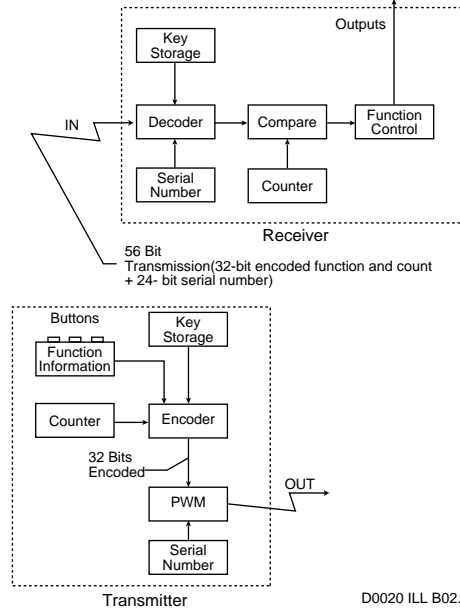 Outputs
Key
Storage
IN
Decoder
Compare
Function
Control
Serial
Number
Counter
Receiver
56 Bit
Transmission(32-bit encoded function and count
+ 24- bit serial number)
Buttons
Key
Storage
Function
Information
Counter
Encoder
32 Bits
Encoded
OUT
PWM
Serial
Number
Transmitter
D0020 ILL B02.